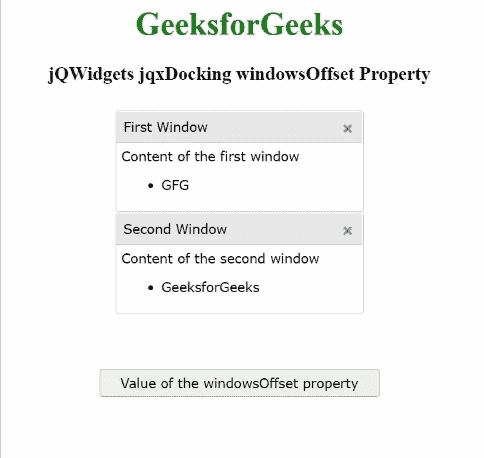 GeeksforGeeks
jQWidgets jqxDocking windowsOffset Property
First Window
Content of the first window
GFG
Second Window
Content of the second window
GeeksforGeeks
Value of the windowsOffset property